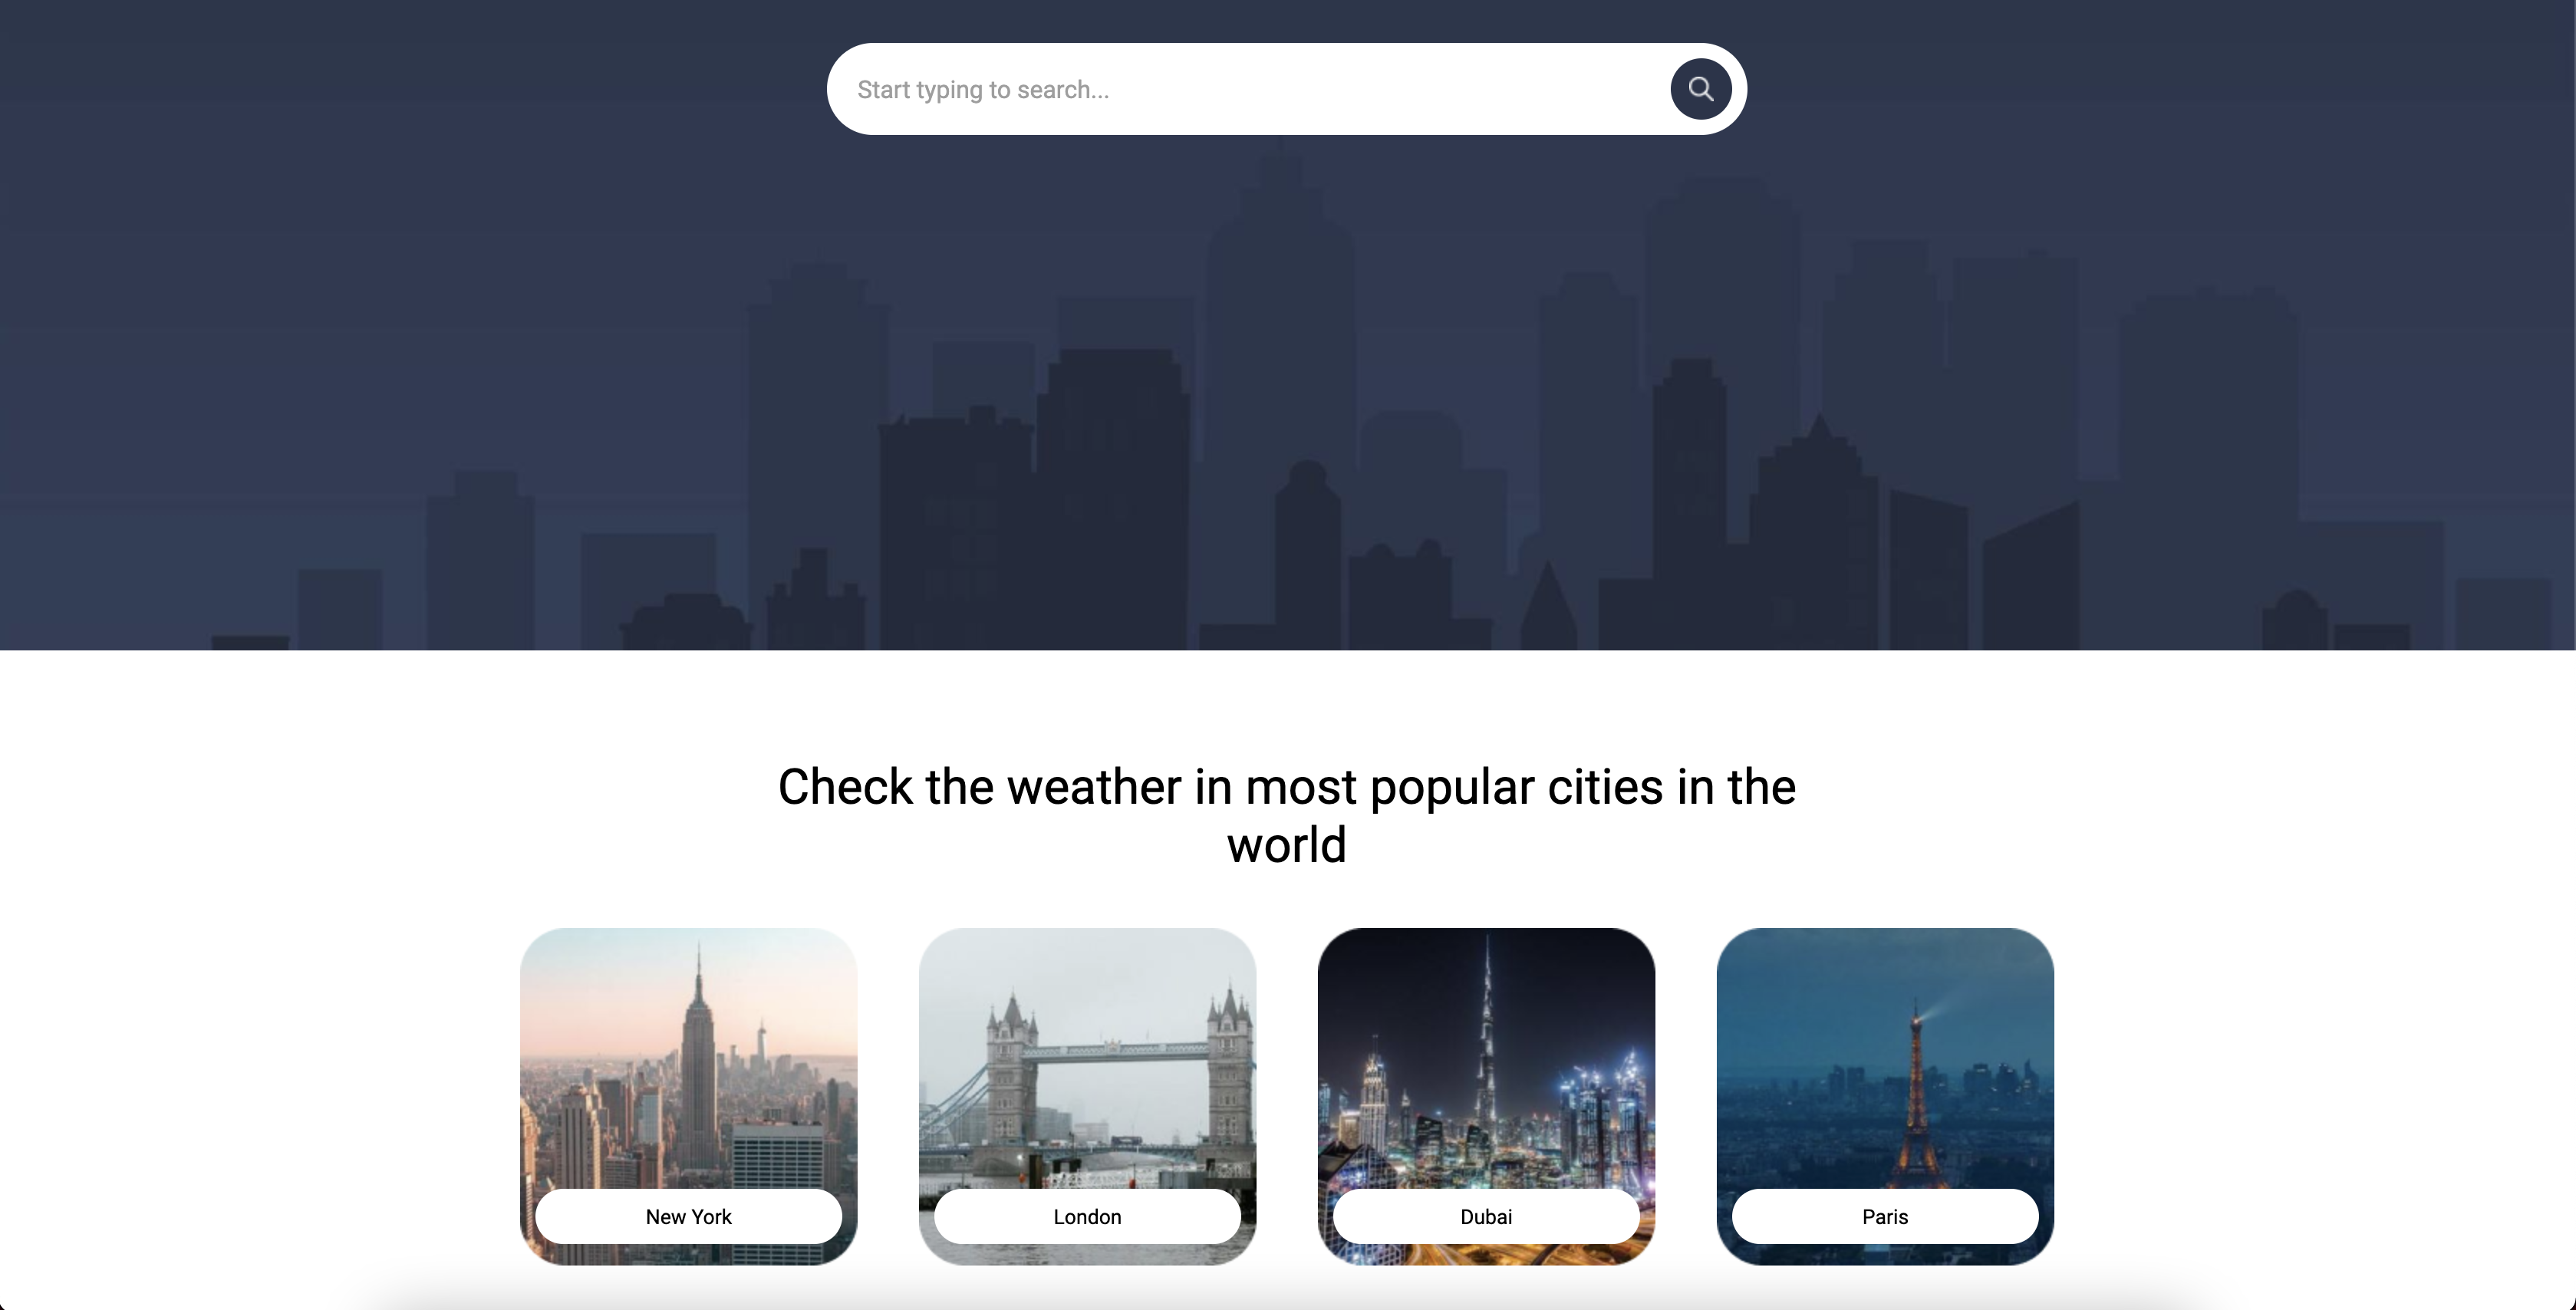 Start typing to search...
Check the weather in most popular cities in the
world
New York
London
Dubai
Paris